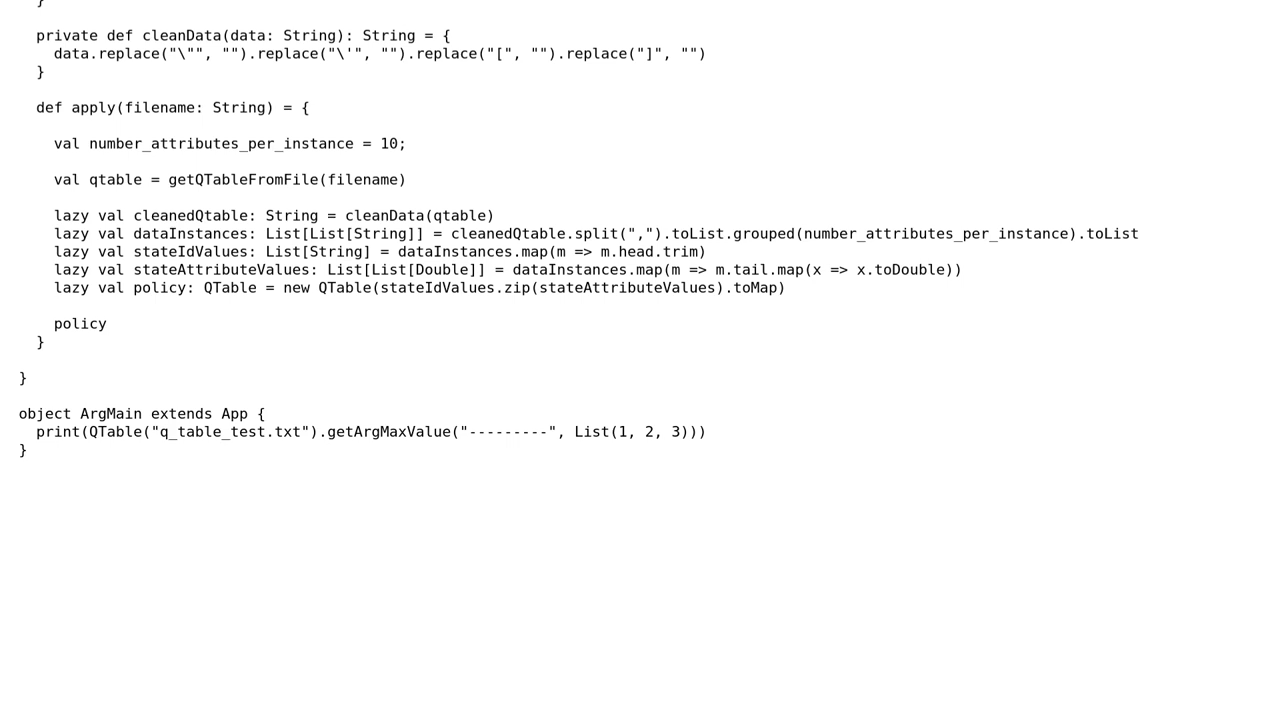 }
private def cleanData(data: String): String = {
data.replace("\"", "").replace("\'", "").replace("[", "").replace("]", "")
}
def apply(filename: String) = {
val number_attributes_per_instance = 10;
val qtable = getQTableFromFile(filename)
lazy val cleanedQtable: String = cleanData(qtable)
lazy val dataInstances: List[List[String]] = cleanedQtable.split(",").toList.grouped(number_attributes_per_instance).toList
lazy val stateIdValues: List[String] = dataInstances.map(m => m.head.trim)
lazy val stateAttributeValues: List[List[Double]] = dataInstances.map(m => m.tail.map(x => x.toDouble))
lazy val policy: QTable = new QTable(stateIdValues.zip(stateAttributeValues).toMap)
policy
}
}
object ArgMain extends App {
print(QTable("q_table_test.txt").getArgMaxValue("---------", List(1, 2, 3)))
}